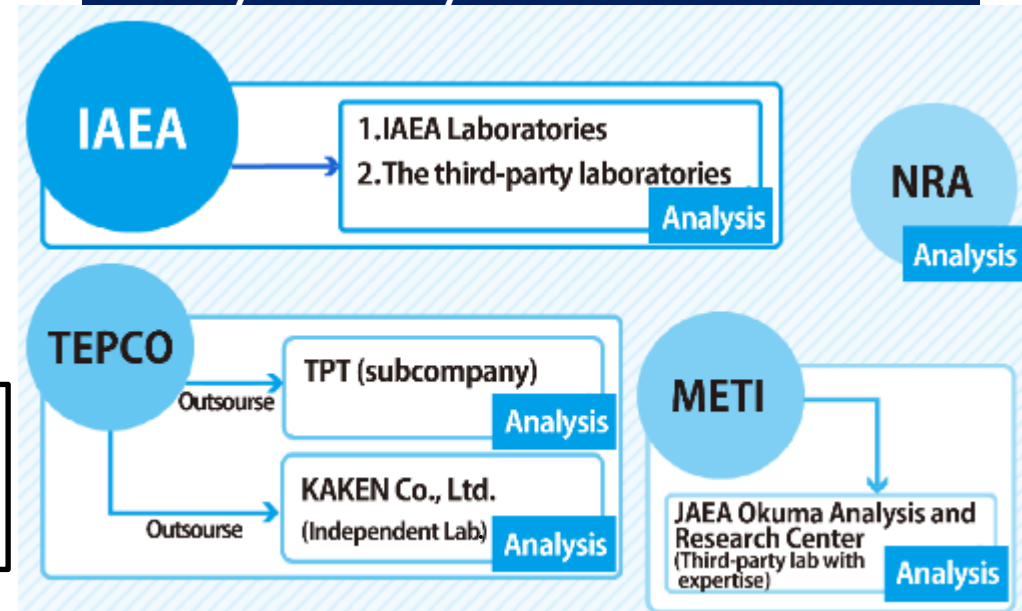 IAEA
1.IAEA Laboratories
2.The third-party laboratories
Analysis
NRA
Analysis
TEPCO
Outsourse
TPT (subcompany)
Analysis
Outsourse
KAKEN Co., Ltd.
(Independent Lab.)
Analysis
METI
JAEA Okuma Analysis and
Research Center
(Third-party lab with
expertise)
Analysis